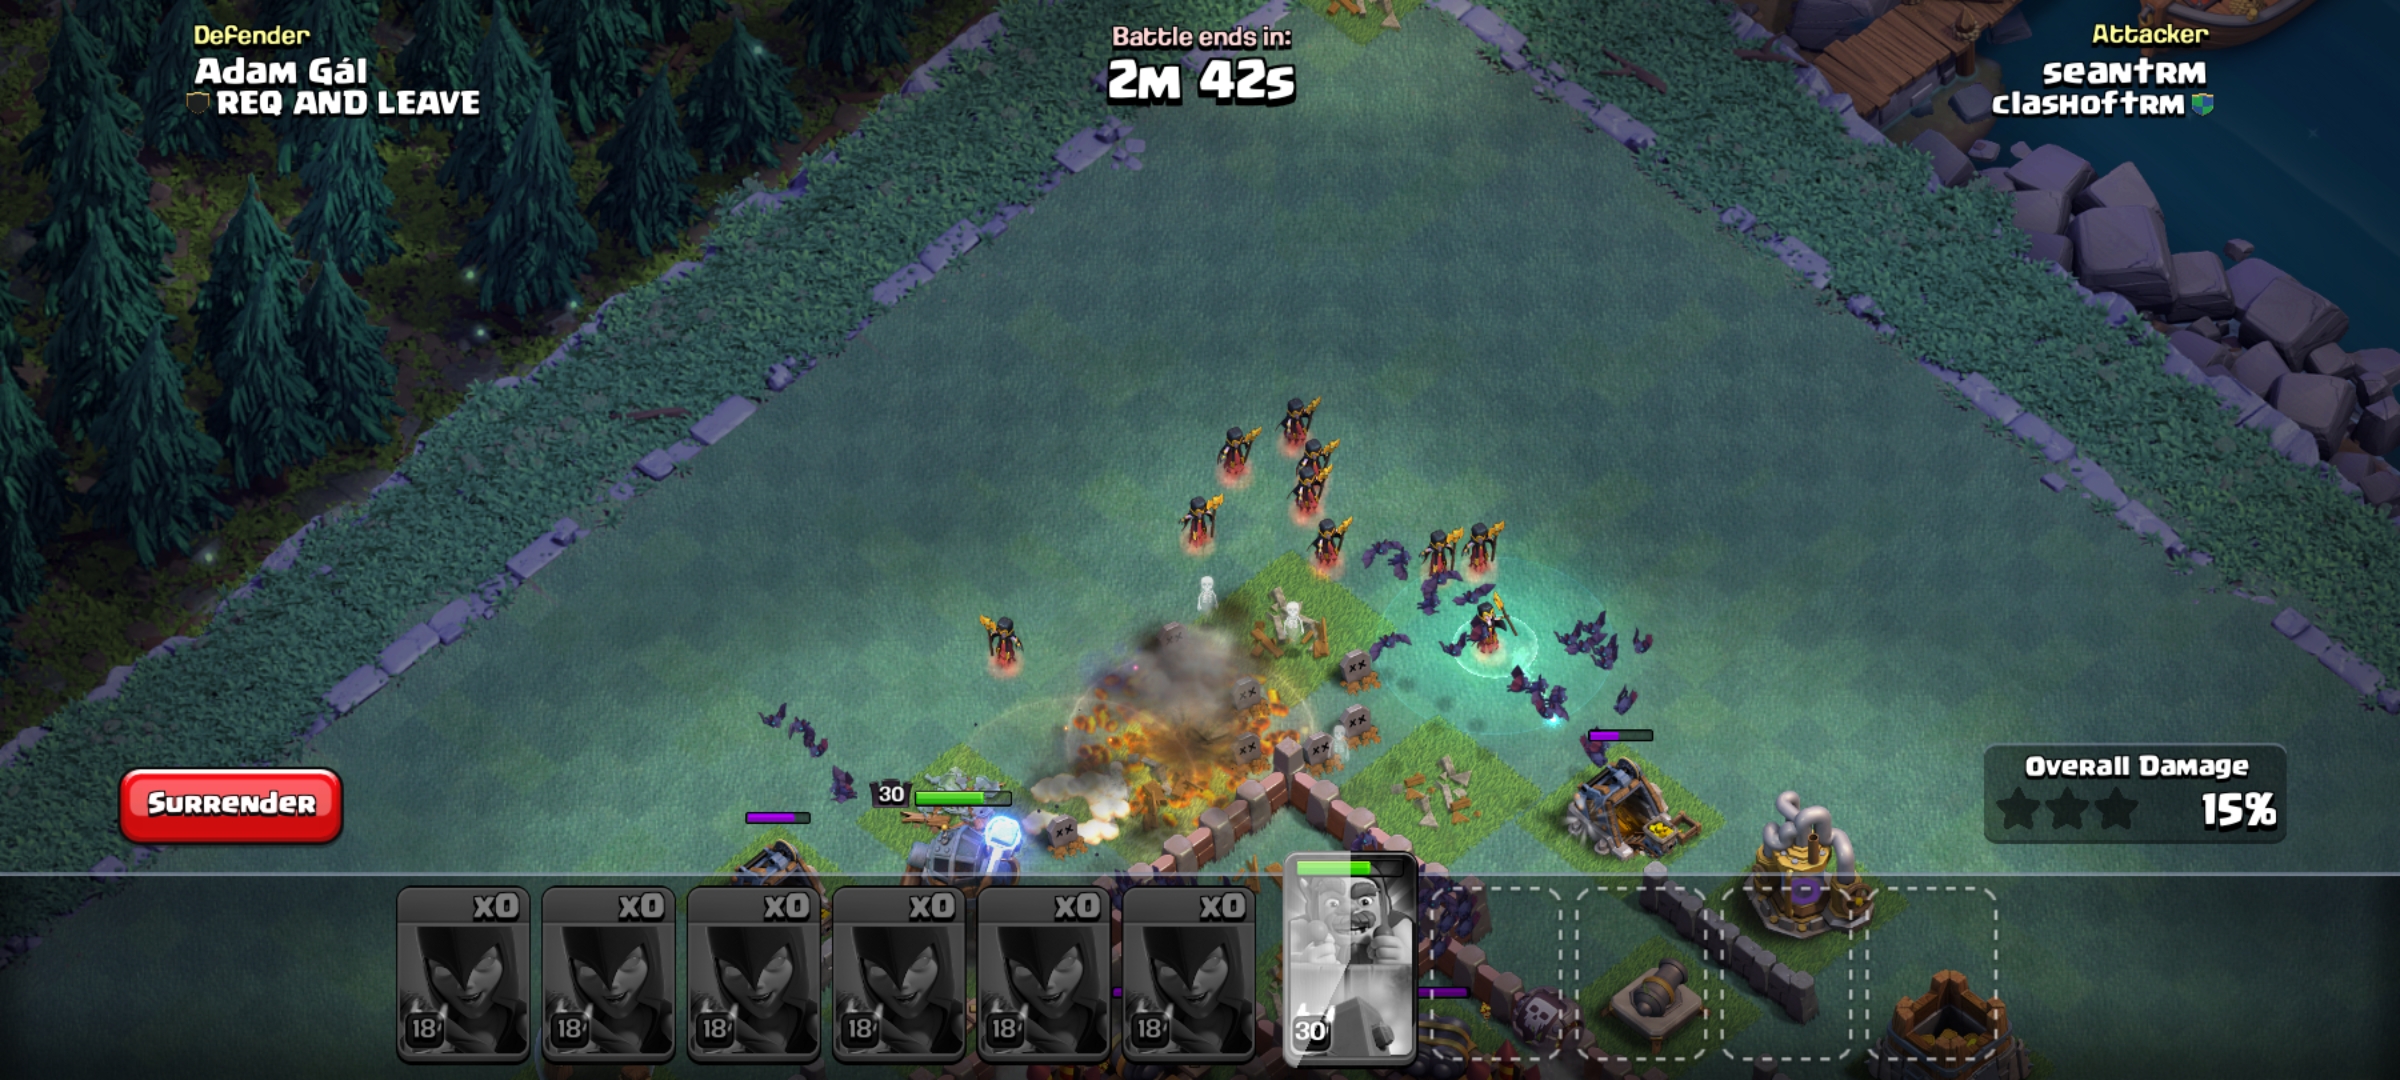 Defender
Adam Gál
REQ AND LEAVE
Battle ends in:
2M 42s
Attacker
seantrm
clashoftrm
30
Surrender
Overall Damage
15%
x0
x0
x0
x0
x0
x0
18
18
18
18
18
18
30